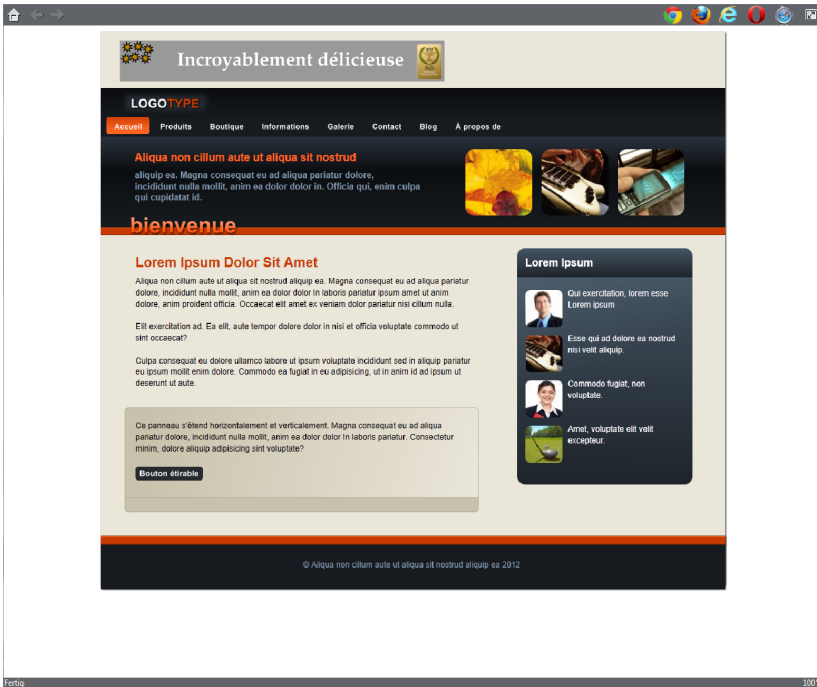 Incroyablement délicieuse
LOGOTYPE
Accueil Produits Boutique Informations Galerie Contact Blog À propos de
Aliqua non cillum aute ut aliqua sit nostrud
aliquip ea. Magna consequat eu ad aliqua pariatur dolore,
incididunt nulla mollit, anim ea dolor dolor in. Officia qui, enim culpa
qui cupidatat id.
bienvenue
Lorem Ipsum Dolor Sit Amet
Aliqua non cillum aute ut aliqua sit nostrud aliquip ea. Magna consequat eu ad aliqua pariatur
dolore, incididunt nulla mollit, anim ea dolor dolor In laboris pariatur ipsum amet ut anim
dolore, anim proident officia. Occaecat elit amet ex veniam dolor pariatur nisi cillum nulla.
Elit exercitation ad. Ea elit, aute tempor dolore dolor in nisi et officia voluptate commodo ut
sint occaecat?
Culpa consequat eu dolore ullamco labore ut ipsum voluptate incididunt sed in aliquip pariatur
eu ipsum mollit enim dolore. Commodo ea fugiat in eu adipisicing, ut in anim id ad ipsum ut
deserunt ut aute.
Ce panneau s'étend horizontalement et verticalement. Magna consequat eu ad aliqua
pariatur dolore, incididunt nulla mollit, anim ea dolor dolor In laboris pariatur. Consectetur
minim, dolore aliquip adipisicing sint voluptate?
Bouton étirable
Lorem Ipsum
Qui exercitation, lorem esse
Lorem ipsum
Esse qui ad dolore ea nostrud
nisi velit aliquip.
Commodo fugiat, non
voluptate.
Amet, voluptate elit velit
excepteur.
© Aliqua non cillum aute ut aliqua sit nostrud aliquip ea 2012
Fertig